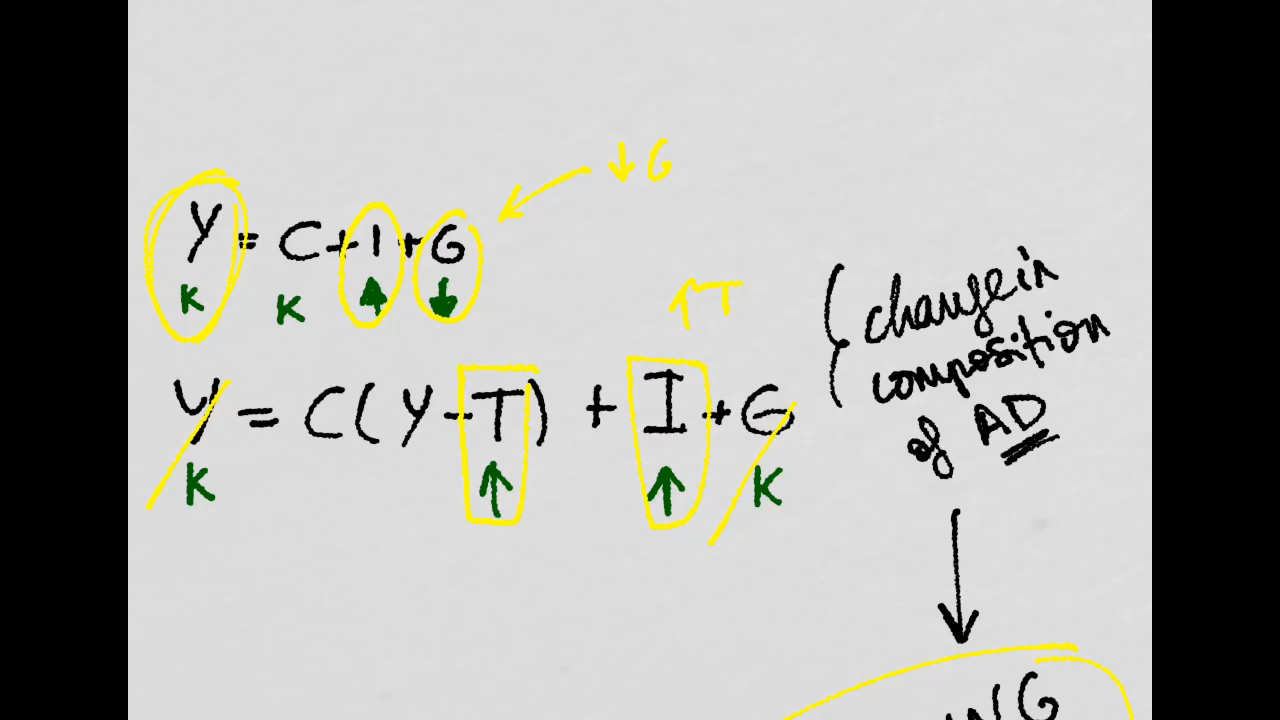 ↓ G
Y = C + I + G
K K ↑ ↓
↑ T
Y = C ( Y - T ) + I + G
K ↑ ↑ K
change in
composition
of AD